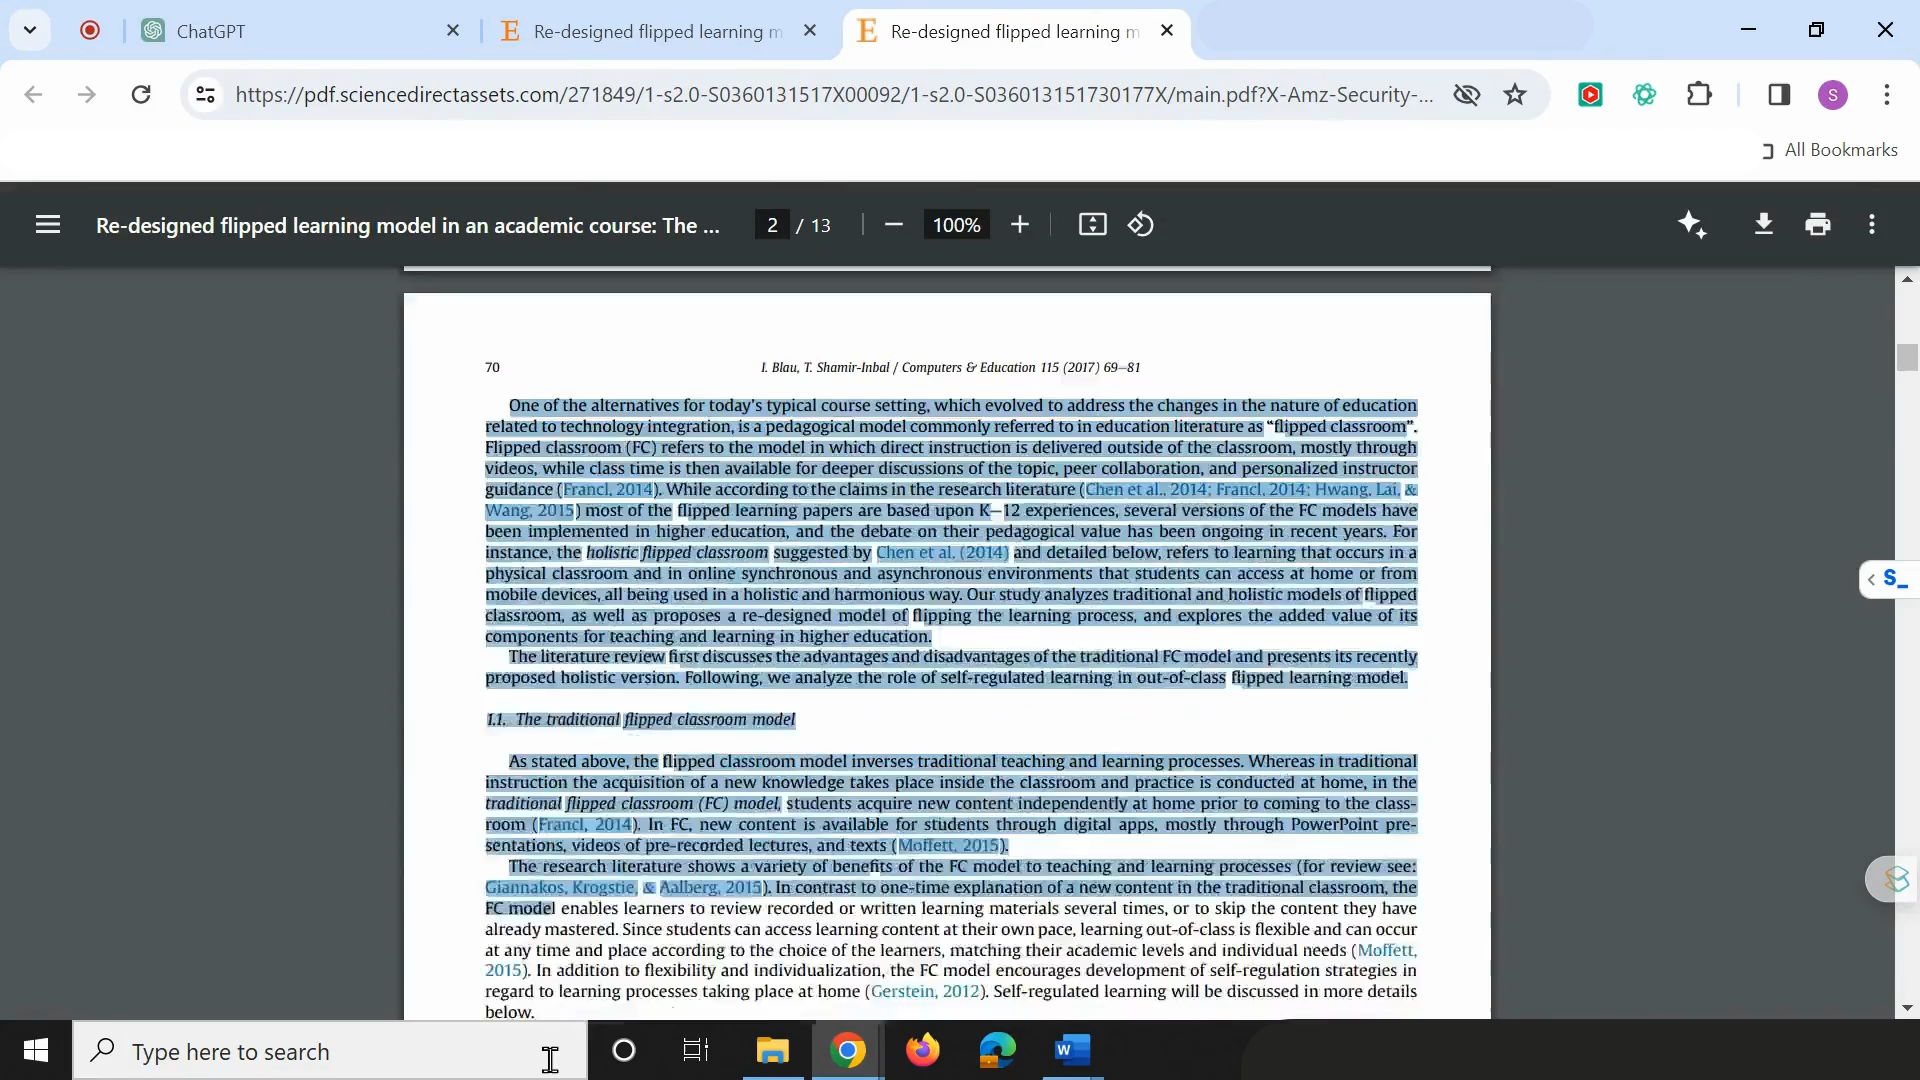 ChatGPT
Re-designed flipped learning m
Re-designed flipped learning m
https://pdf.sciencedirectassets.com/271849/1-s2.0-S0360131517X00092/1-s2.0-S036013151730177X/main.pdf?X-Amz-Security-...
S
All Bookmarks
Re-designed flipped learning model in an academic course: The ...
2 / 13
100%
70
I. Blau, T. Shamir-Inbal / Computers & Education 115 (2017) 69–81
One of the alternatives for today's typical course setting, which evolved to address the changes in the nature of education
related to technology integration, is a pedagogical model commonly referred to in education literature as “flipped classroom”.
Flipped classroom (FC) refers to the model in which direct instruction is delivered outside of the classroom, mostly through
videos, while class time is then available for deeper discussions of the topic, peer collaboration, and personalized instructor
guidance (Francl, 2014). While according to the claims in the research literature (Chen et al., 2014; Francl, 2014; Hwang, Lai, &
Wang, 2015) most of the flipped learning papers are based upon K–12 experiences, several versions of the FC models have
been implemented in higher education, and the debate on their pedagogical value has been ongoing in recent years. For
instance, the holistic flipped classroom suggested by Chen et al. (2014) and detailed below, refers to learning that occurs in a
physical classroom and in online synchronous and asynchronous environments that students can access at home or from
mobile devices, all being used in a holistic and harmonious way. Our study analyzes traditional and holistic models of flipped
classroom, as well as proposes a re-designed model of flipping the learning process, and explores the added value of its
components for teaching and learning in higher education.
The literature review first discusses the advantages and disadvantages of the traditional FC model and presents its recently
proposed holistic version. Following, we analyze the role of self-regulated learning in out-of-class flipped learning model.
1.1. The traditional flipped classroom model
As stated above, the flipped classroom model inverses traditional teaching and learning processes. Whereas in traditional
instruction the acquisition of a new knowledge takes place inside the classroom and practice is conducted at home, in the
traditional flipped classroom (FC) model, students acquire new content independently at home prior to coming to the class-
room (Francl, 2014). In FC, new content is available for students through digital apps, mostly through PowerPoint pre-
sentations, videos of pre-recorded lectures, and texts (Moffett, 2015).
The research literature shows a variety of benefits of the FC model to teaching and learning processes (for review see:
Giannakos, Krogstie, & Aalberg, 2015). In contrast to one-time explanation of a new content in the traditional classroom, the
FC model enables learners to review recorded or written learning materials several times, or to skip the content they have
already mastered. Since students can access learning content at their own pace, learning out-of-class is flexible and can occur
at any time and place according to the choice of the learners, matching their academic levels and individual needs (Moffett,
2015). In addition to flexibility and individualization, the FC model encourages development of self-regulation strategies in
regard to learning processes taking place at home (Gerstein, 2012). Self-regulated learning will be discussed in more details
below.
S_
Type here to search